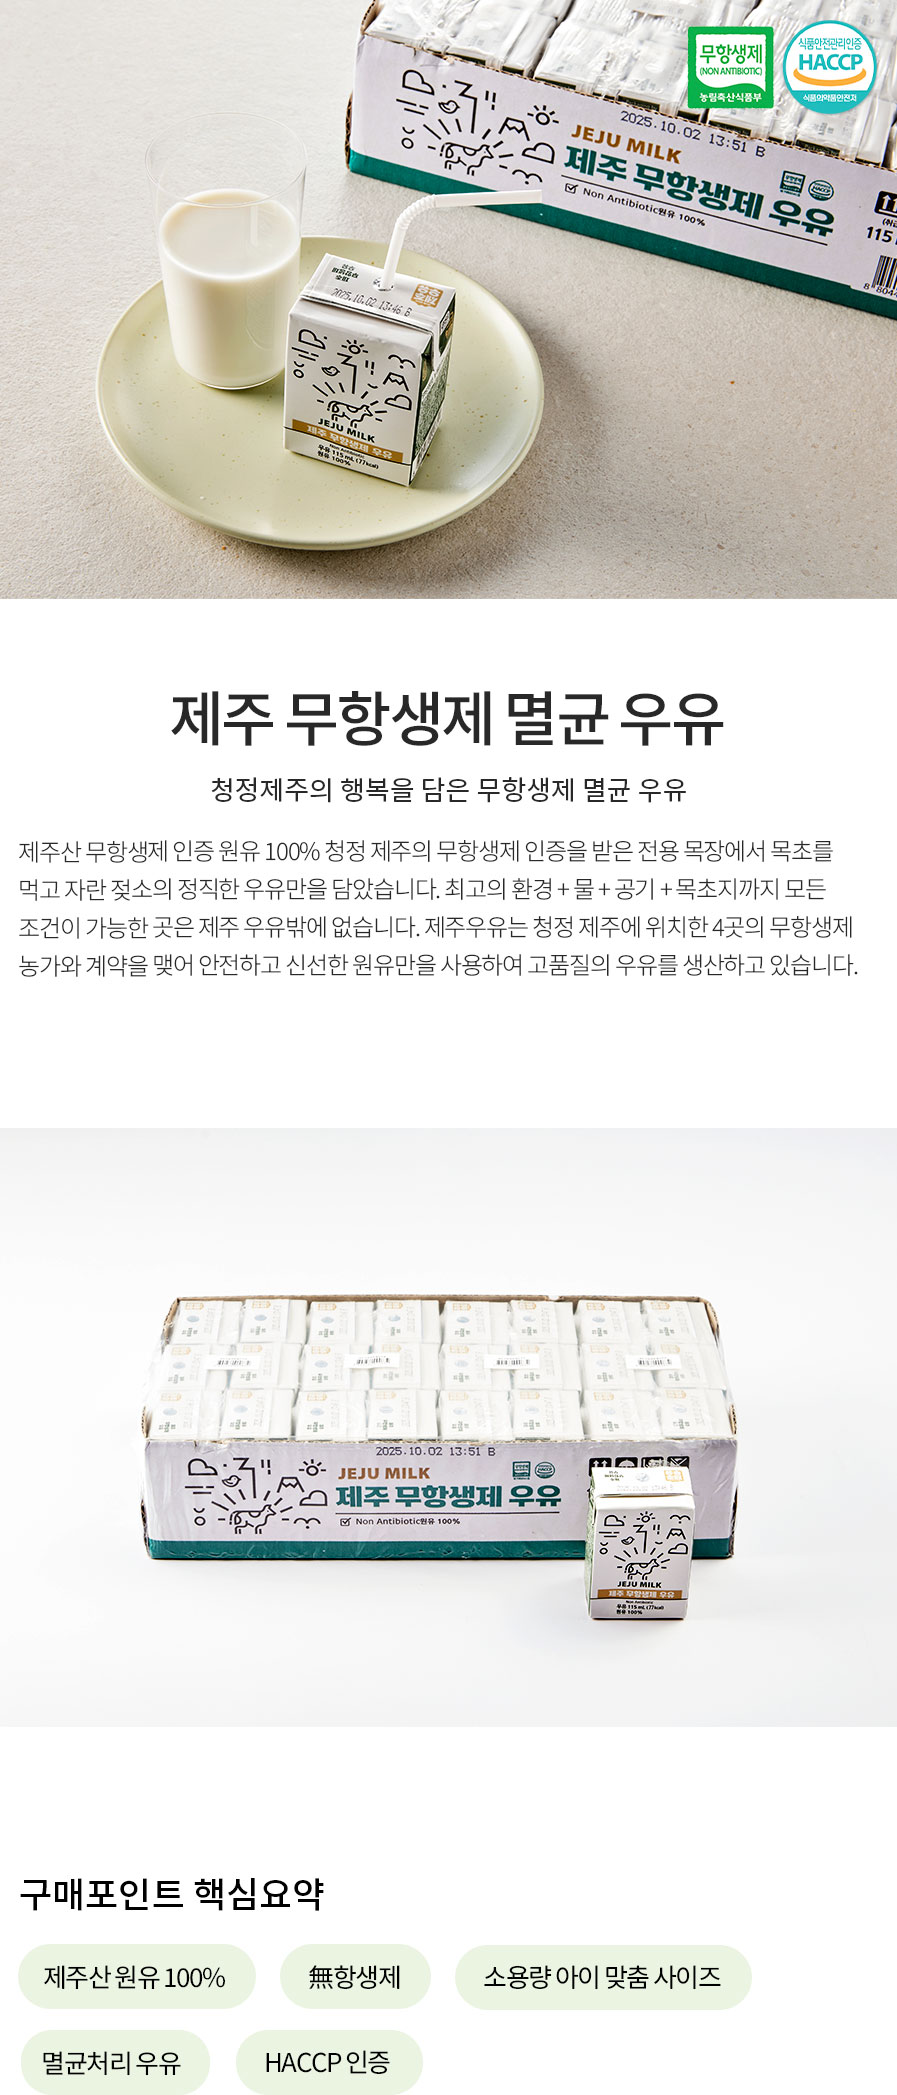 무항생제
(NON ANTIBIOTIC)
농림축산식품부
식품안전관리인증
HACCP
식품의약품안전처
2025.10.02 13:51 B
JEJU MILK
제주 무항생제 우유
Non Antibiotic원유 100%
115
2025.10.02 13:46 B
JEJU MILK
제주 무항생제 우유
Non Antibiotic
우유 115 mL (77kcal)
원유 100%
제주 무항생제 멸균 우유
청정제주의 행복을 담은 무항생제 멸균 우유
제주산 무항생제 인증 원유 100% 청정 제주의 무항생제 인증을 받은 전용 목장에서 목초를
먹고 자란 젖소의 정직한 우유만을 담았습니다. 최고의 환경 + 물 + 공기 + 목초지까지 모든
조건이 가능한 곳은 제주 우유밖에 없습니다. 제주우유는 청정 제주에 위치한 4곳의 무항생제
농가와 계약을 맺어 안전하고 신선한 원유만을 사용하여 고품질의 우유를 생산하고 있습니다.
2025.10.02 13:51 B
JEJU MILK
제주 무항생제 우유
Non Antibiotic원유 100%
JEJU MILK
제주 무항생제 우유
Non Antibiotic
우유 115 mL (77kcal)
원유 100%
구매포인트 핵심요약
제주산 원유 100%
無항생제
소용량 아이 맞춤 사이즈
멸균처리 우유
HACCP 인증